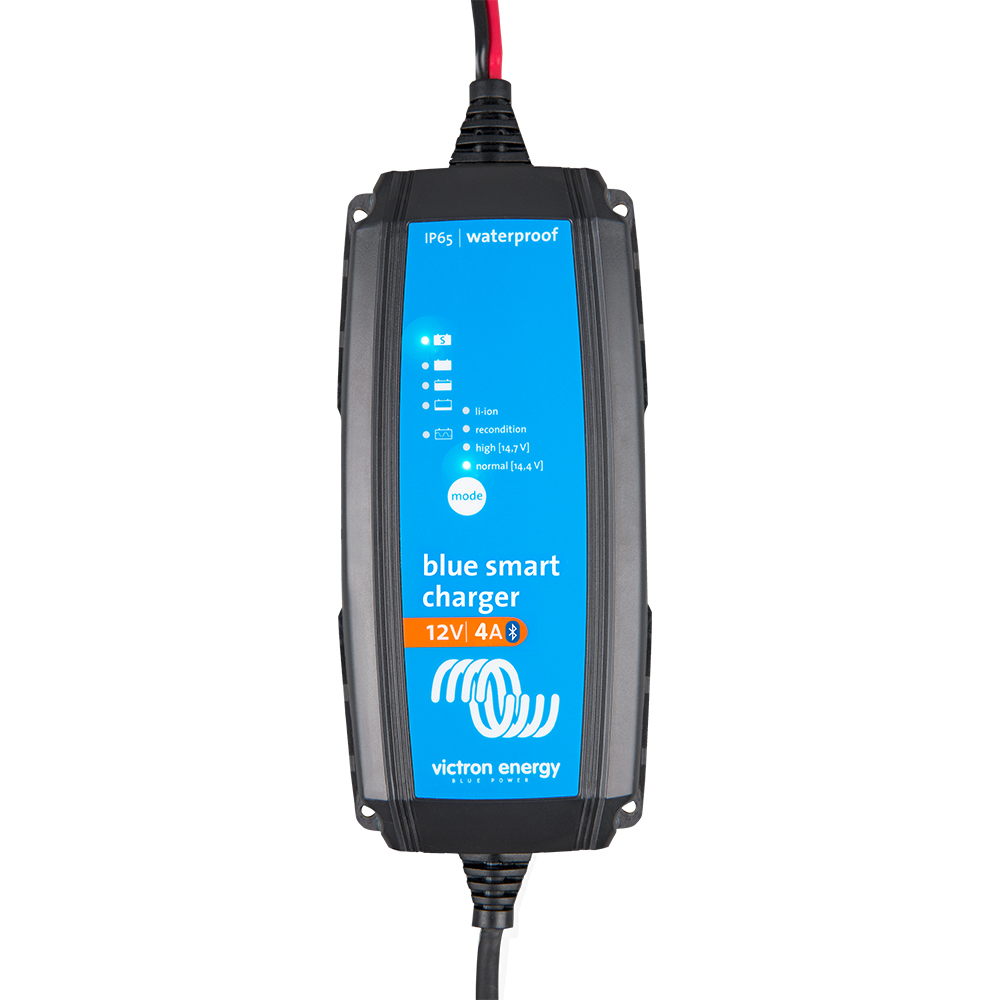 IP65 | waterproof
S
li-ion
recondition
high [14,7 V]
normal [14,4 V]
mode
blue smart
charger
12V | 4A
victron energy
BLUE POWER